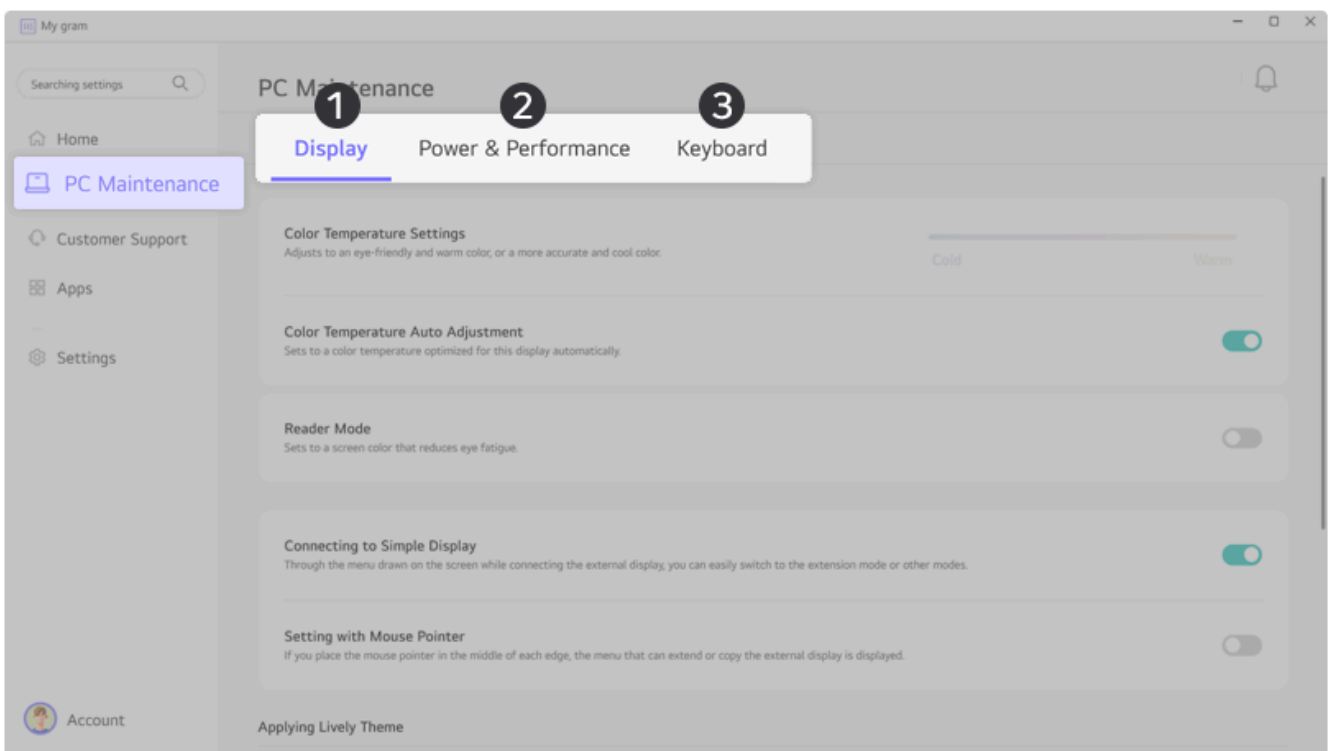 My gram
Searching settings
Home
PC Maintenance
Customer Support
Apps
Settings
Account
PC Maintenance
1 2 3
Display Power & Performance Keyboard
Color Temperature Settings
Adjusts to an eye-friendly and warm color, or a more accurate and cool color.
Cold Warm
Color Temperature Auto Adjustment
Sets to a color temperature optimized for this display automatically.
Reader Mode
Sets to a screen color that reduces eye fatigue.
Connecting to Simple Display
Through the menu drawn on the screen while connecting the external display, you can easily switch to the extension mode or other modes.
Setting with Mouse Pointer
If you place the mouse pointer in the middle of each edge, the menu that can extend or copy the external display is displayed.
Applying Lively Theme